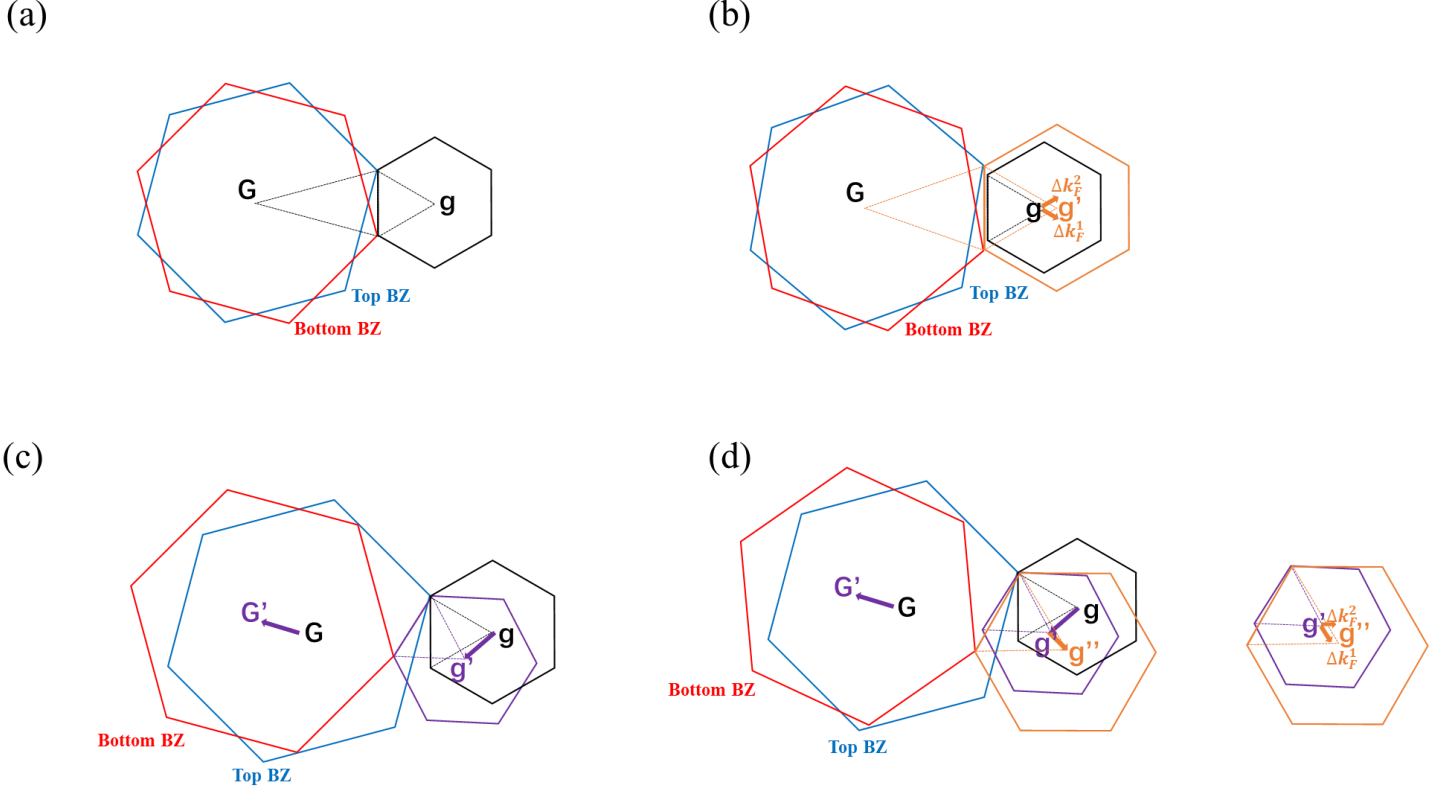 (a)
(b)
G
g
Top BZ
Bottom BZ
G
Δk_F^2
g g'
Δk_F^1
Top BZ
Bottom BZ
(c)
(d)
G'
G
g
g'
Bottom BZ
Top BZ
G'
G
g
g'
g''
Bottom BZ
Top BZ
g' Δk_F^2
g''
Δk_F^1